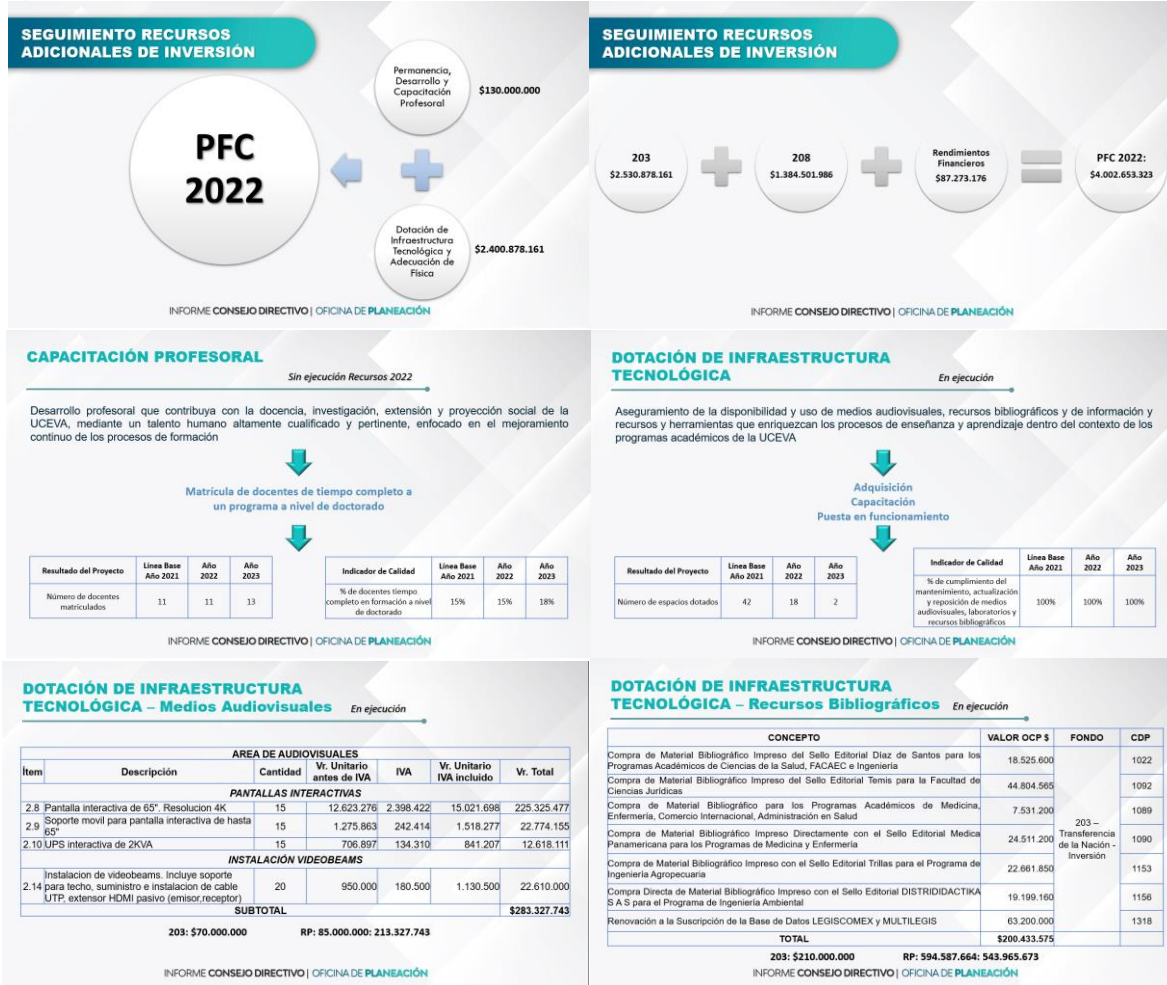 SEGUIMIENTO RECURSOS
ADICIONALES DE INVERSIÓN
PFC
2022
Permanencia,
Desarrollo y
Capacitación
Profesoral
$130.000.000
Dotación de
Infraestructura
Tecnológica y
Adecuación de
Física
$2.400.878.161
INFORME CONSEJO DIRECTIVO | OFICINA DE PLANEACIÓN
SEGUIMIENTO RECURSOS
ADICIONALES DE INVERSIÓN
203
$2.530.878.161
208
$1.384.501.986
Rendimientos
Financieros
$87.273.176
PFC 2022:
$4.002.653.323
INFORME CONSEJO DIRECTIVO | OFICINA DE PLANEACIÓN
CAPACITACIÓN PROFESORAL
Sin ejecución Recursos 2022
Desarrollo profesoral que contribuya con la docencia, investigación, extensión y proyección social de la
UCEVA, mediante un talento humano altamente cualificado y pertinente, enfocado en el mejoramiento
continuo de los procesos de formación
Matrícula de docentes de tiempo completo a
un programa a nivel de doctorado
Resultado del Proyecto Línea Base Año 2021 Año 2022 Año 2023
Número de docentes matriculados 11 11 13
Indicador de Calidad Línea Base Año 2021 Año 2022 Año 2023
% de docentes tiempo completo en formación a nivel de doctorado 15% 15% 18%
INFORME CONSEJO DIRECTIVO | OFICINA DE PLANEACIÓN
DOTACIÓN DE INFRAESTRUCTURA
TECNOLÓGICA
En ejecución
Aseguramiento de la disponibilidad y uso de medios audiovisuales, recursos bibliográficos y de información y
recursos y herramientas que enriquezcan los procesos de enseñanza y aprendizaje dentro del contexto de los
programas académicos de la UCEVA
Adquisición
Capacitación
Puesta en funcionamiento
Resultado del Proyecto Línea Base Año 2021 Año 2022 Año 2023
Número de espacios dotados 42 18 2
Indicador de Calidad Línea Base Año 2021 Año 2022 Año 2023
% de cumplimiento del mantenimiento, actualización y reposición de medios audiovisuales, laboratorios y recursos bibliográficos 100% 100% 100%
INFORME CONSEJO DIRECTIVO | OFICINA DE PLANEACIÓN
DOTACIÓN DE INFRAESTRUCTURA
TECNOLÓGICA – Medios Audiovisuales En ejecución
AREA DE AUDIOVISUALES
Ítem Descripción Cantidad Vr. Unitario antes de IVA IVA Vr. Unitario IVA incluido Vr. Total
PANTALLAS INTERACTIVAS
2.8 Pantalla interactiva de 65". Resolucion 4K 15 12.623.276 2.398.422 15.021.698 225.325.477
2.9 Soporte movil para pantalla interactiva de hasta 65" 15 1.275.863 242.414 1.518.277 22.774.155
2.10 UPS interactiva de 2KVA 15 706.897 134.310 841.207 12.618.111
INSTALACIÓN VIDEOBEAMS
2.14 Instalacion de videobeams. Incluye soporte para techo, suministro e instalacion de cable UTP, extensor HDMI pasivo (emisor,receptor) 20 950.000 180.500 1.130.500 22.610.000
SUBTOTAL $283.327.743
203: $70.000.000 RP: 85.000.000: 213.327.743
INFORME CONSEJO DIRECTIVO | OFICINA DE PLANEACIÓN
DOTACIÓN DE INFRAESTRUCTURA
TECNOLÓGICA – Recursos Bibliográficos En ejecución
CONCEPTO VALOR OCP $ FONDO CDP
Compra de Material Bibliográfico Impreso del Sello Editorial Díaz de Santos para los Programas Académicos de Ciencias de la Salud, FACAEC e Ingeniería 18.525.600 1022
Compra de Material Bibliográfico Impreso del Sello Editorial Temis para la Facultad de Ciencias Jurídicas 44.804.565 1092
Compra de Material Bibliográfico para los Programas Académicos de Medicina, Enfermería, Comercio Internacional, Administración en Salud 7.531.200 1089
203 – Transferencia de la Nación - Inversión
Compra de Material Bibliográfico Impreso Directamente con el Sello Editorial Medica Panamericana para los Programas de Medicina y Enfermería 24.511.200 1090
Compra de Material Bibliográfico Impreso con el Sello Editorial Trillas para el Programa de Ingeniería Agropecuaria 22.661.850 1153
Compra Directa de Material Bibliográfico Impreso con el Sello Editorial DISTRIDIDACTIKA S A S para el Programa de Ingeniería Ambiental 19.199.160 1156
Renovación a la Suscripción de la Base de Datos LEGISCOMEX y MULTILEGIS 63.200.000 1318
TOTAL $200.433.575
203: $210.000.000 RP: 594.587.664: 543.965.673
INFORME CONSEJO DIRECTIVO | OFICINA DE PLANEACIÓN